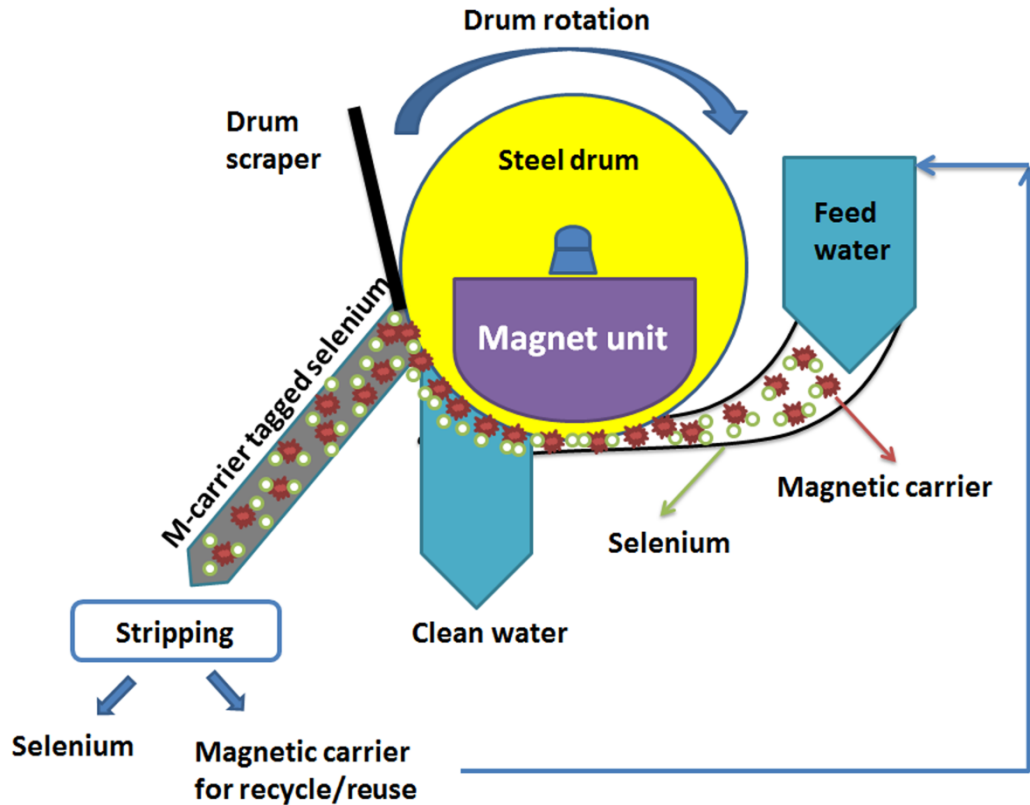 Drum rotation
Drum
scraper
Steel drum
Feed
water
Magnet unit
M-carrier tagged selenium
Magnetic carrier
Selenium
Clean water
Stripping
Selenium
Magnetic carrier
for recycle/reuse